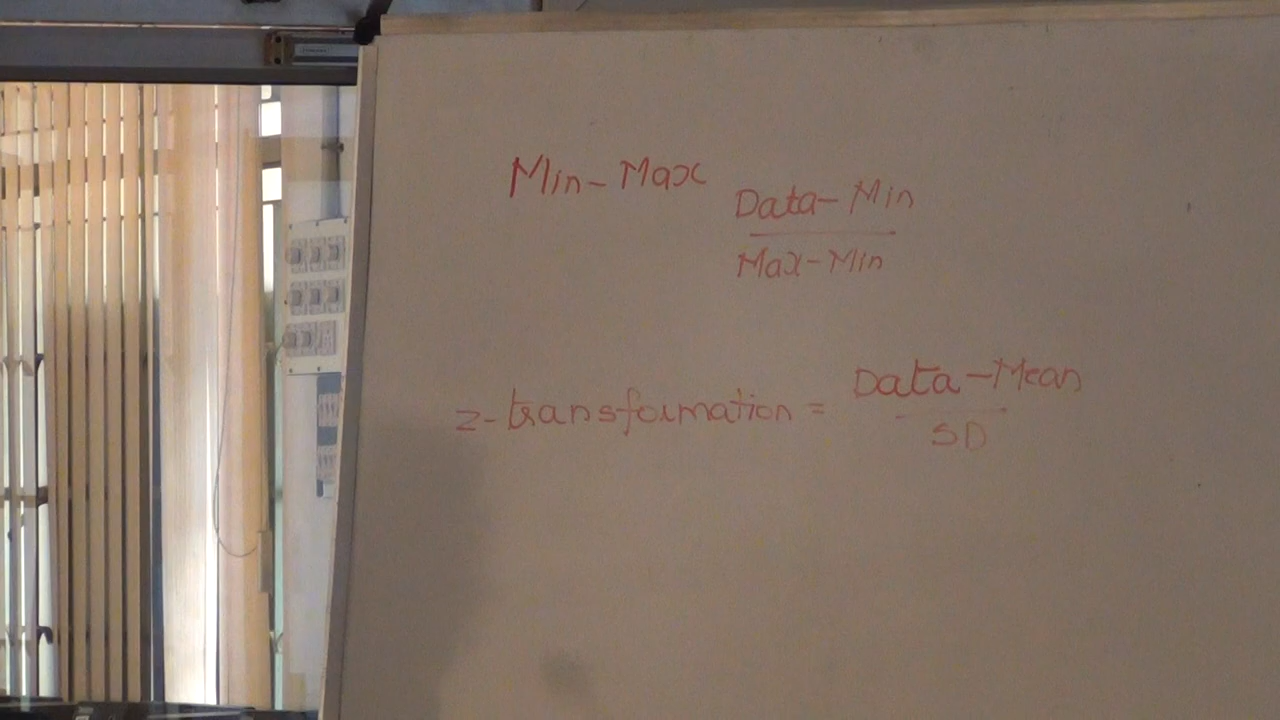 Min-Max
Data-Min
Max-Min
z-transformation = Data-Mean
SD